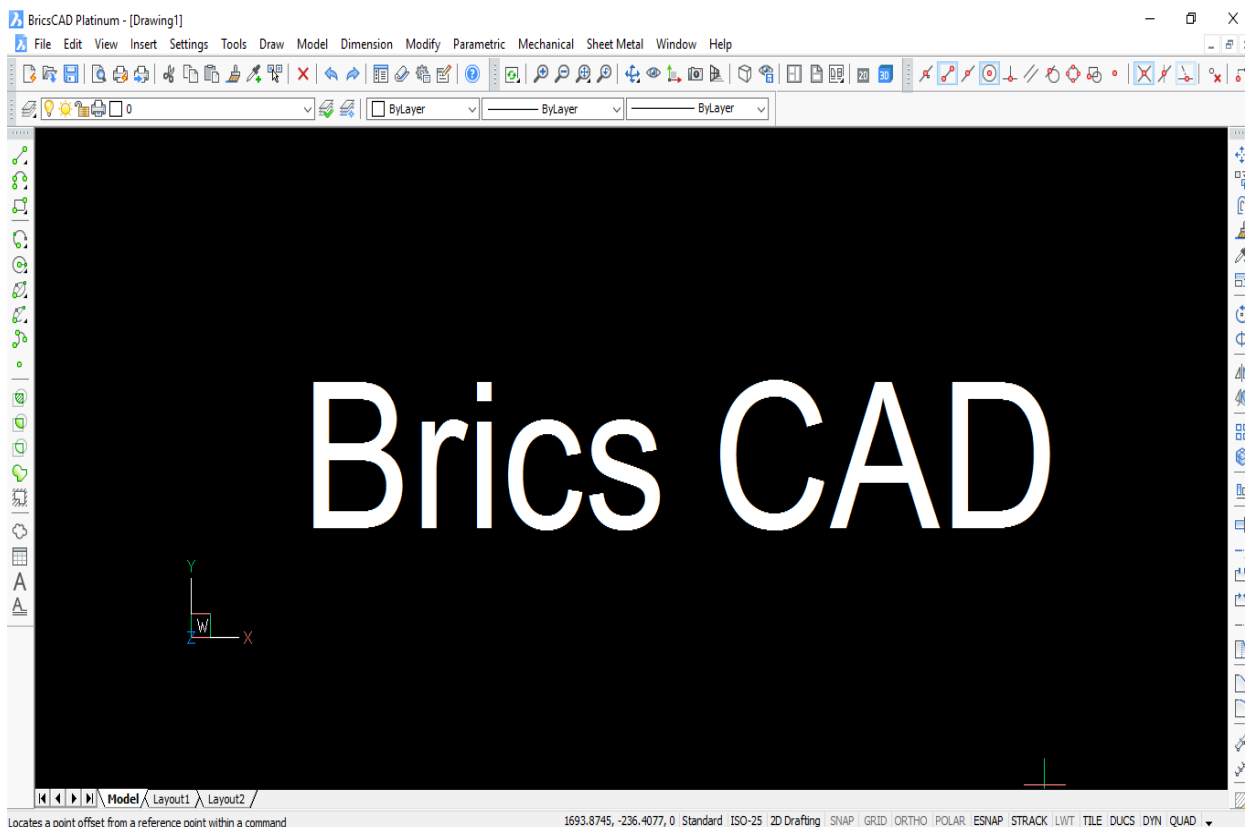 BricsCAD Platinum - [Drawing1]
File Edit View Insert Settings Tools Draw Model Dimension Modify Parametric Mechanical Sheet Metal Window Help
2D 3D
0 ByLayer ByLayer ByLayer
Brics CAD
Y
W
Z X
A
A
Model Layout1 Layout2
Locates a point offset from a reference point within a command 1693.8745, -236.4077, 0 Standard ISO-25 2D Drafting SNAP GRID ORTHO POLAR ESNAP STRACK LWT TILE DUCS DYN QUAD